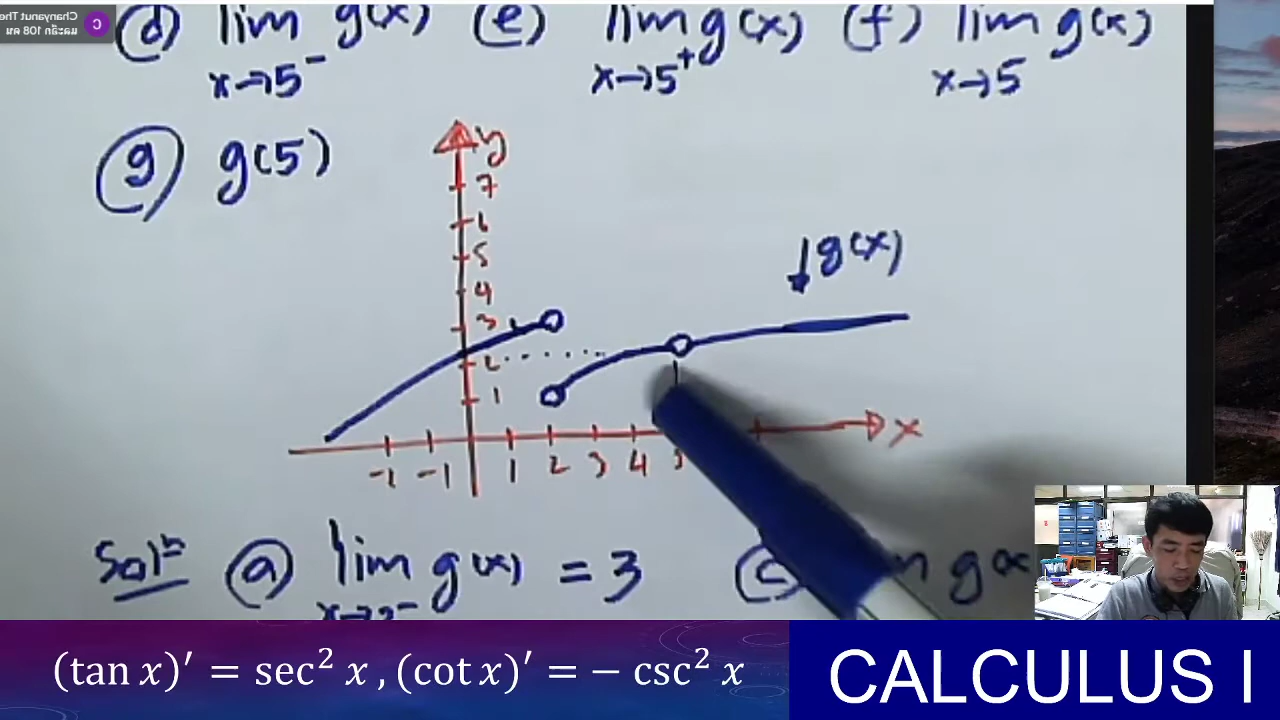 (d) lim g(x) (e) lim g(x) (f) lim g(x)
x→5⁻ x→5⁺ x→5
(g) g(5)
y
7
6
5
4
3
2
1
g(x)
x
-1 -1 1 2 3 4
Solⁿ (a) lim g(x) = 3 (c)
(tan x)′ = sec² x , (cot x)′ = − csc² x
CALCULUS I